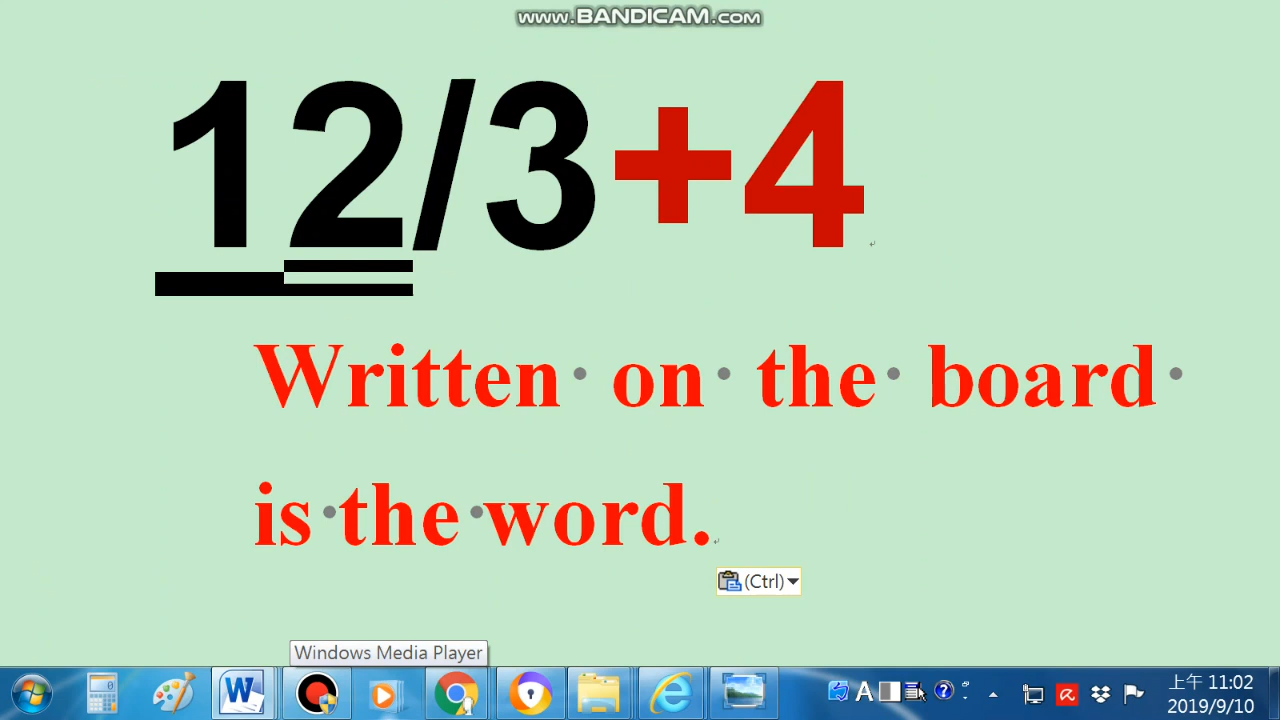 www.BANDICAM.com
12/3+4
Written on the board
is the word.
(Ctrl)
Windows Media Player
上午 11:02
2019/9/10